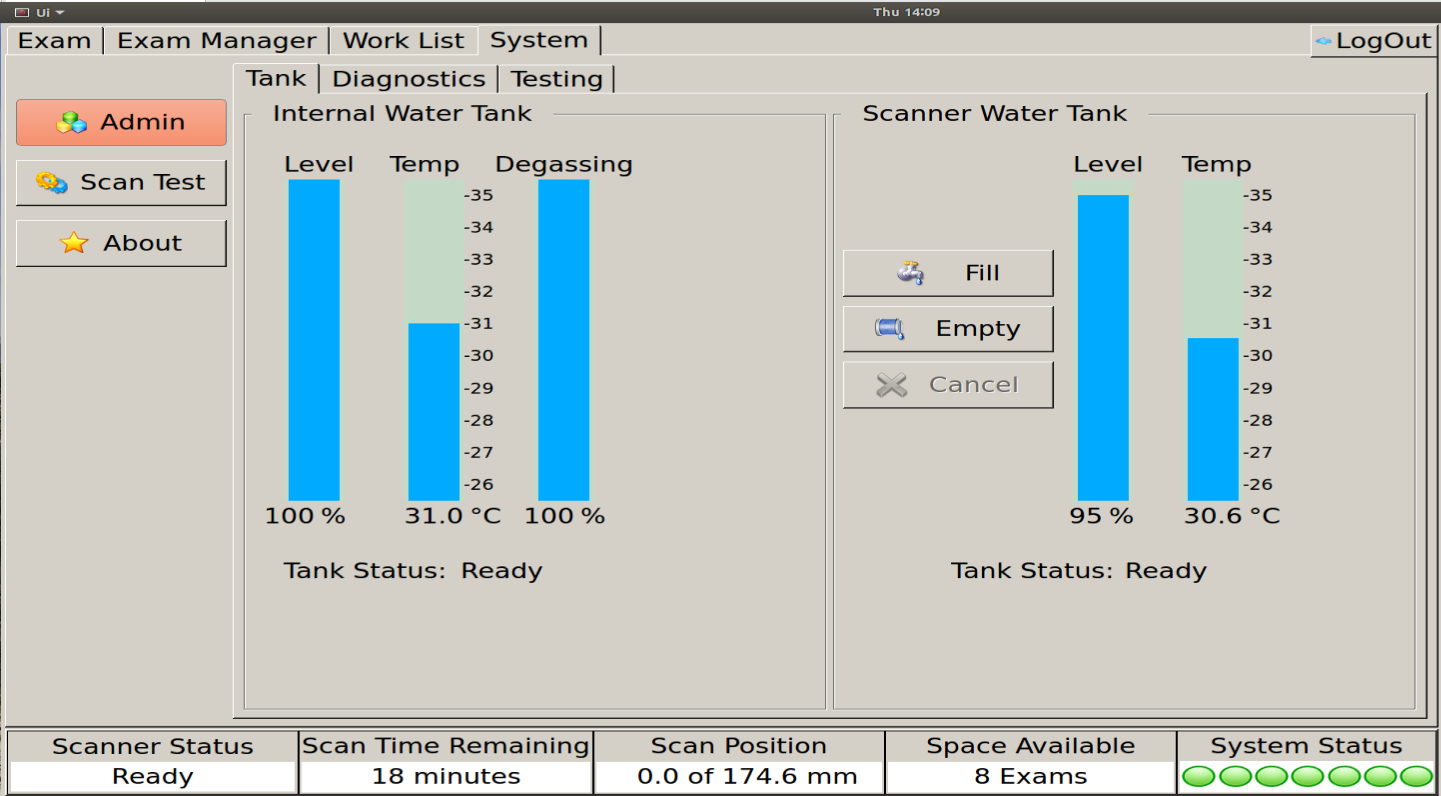 Ui Thu 14:09
Exam Exam Manager Work List System LogOut
Tank Diagnostics Testing
Admin
Scan Test
About
Internal Water Tank
Level Temp Degassing
-35
-34
-33
-32
-31
-30
-29
-28
-27
-26
100 % 31.0 °C 100 %
Tank Status: Ready
Scanner Water Tank
Fill
Empty
Cancel
Level Temp
-35
-34
-33
-32
-31
-30
-29
-28
-27
-26
95 % 30.6 °C
Tank Status: Ready
Scanner Status Scan Time Remaining Scan Position Space Available System Status
Ready 18 minutes 0.0 of 174.6 mm 8 Exams